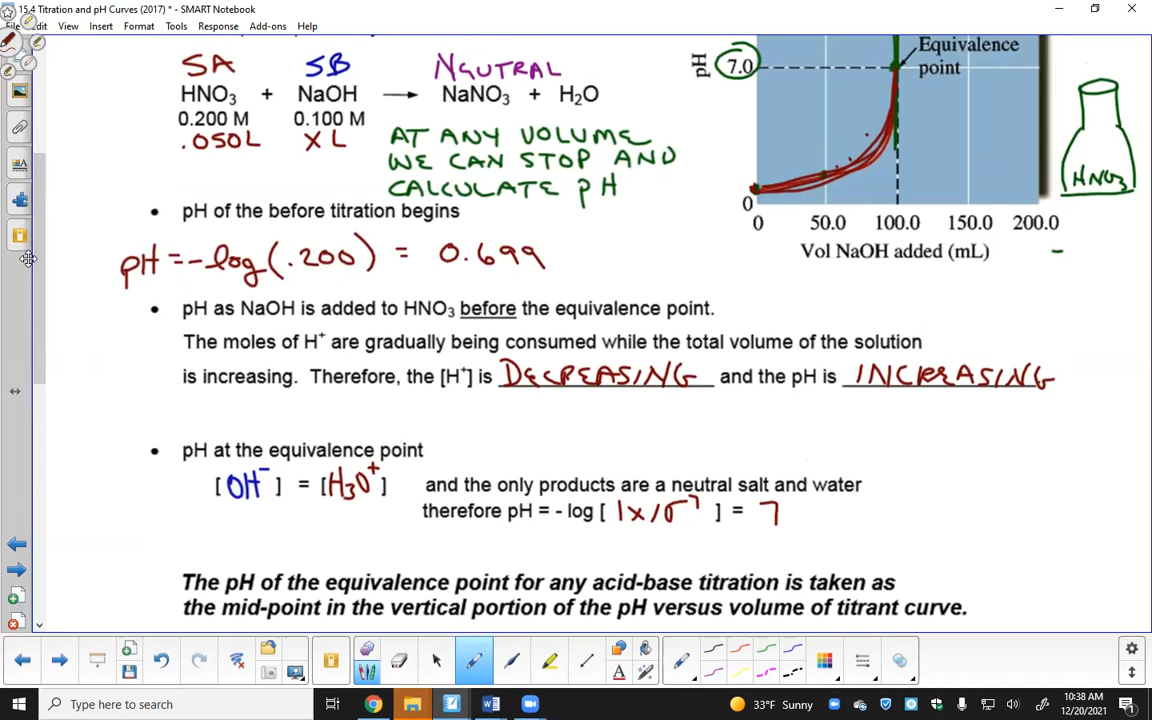 15.4 Titration and pH Curves (2017) * - SMART Notebook
File Edit View Insert Format Tools Response Add-ons Help
SA SB NEUTRAL
HNO₃ + NaOH → NaNO₃ + H₂O
0.200 M 0.100 M
.050L X L
AT ANY VOLUME
WE CAN STOP AND
CALCULATE pH
pH
7.0
Equivalence
point
0
0 50.0 100.0 150.0 200.0
Vol NaOH added (mL)
HNO₃
• pH of the before titration begins
pH = -log(.200) = 0.699
• pH as NaOH is added to HNO₃ before the equivalence point.
The moles of H⁺ are gradually being consumed while the total volume of the solution
is increasing. Therefore, the [H⁺] is DECREASING and the pH is INCREASING
• pH at the equivalence point
[OH⁻] = [H₃O⁺] and the only products are a neutral salt and water
therefore pH = - log [ 1x10⁻⁷ ] = 7
The pH of the equivalence point for any acid-base titration is taken as
the mid-point in the vertical portion of the pH versus volume of titrant curve.
Type here to search
33°F Sunny
10:38 AM
12/20/2021